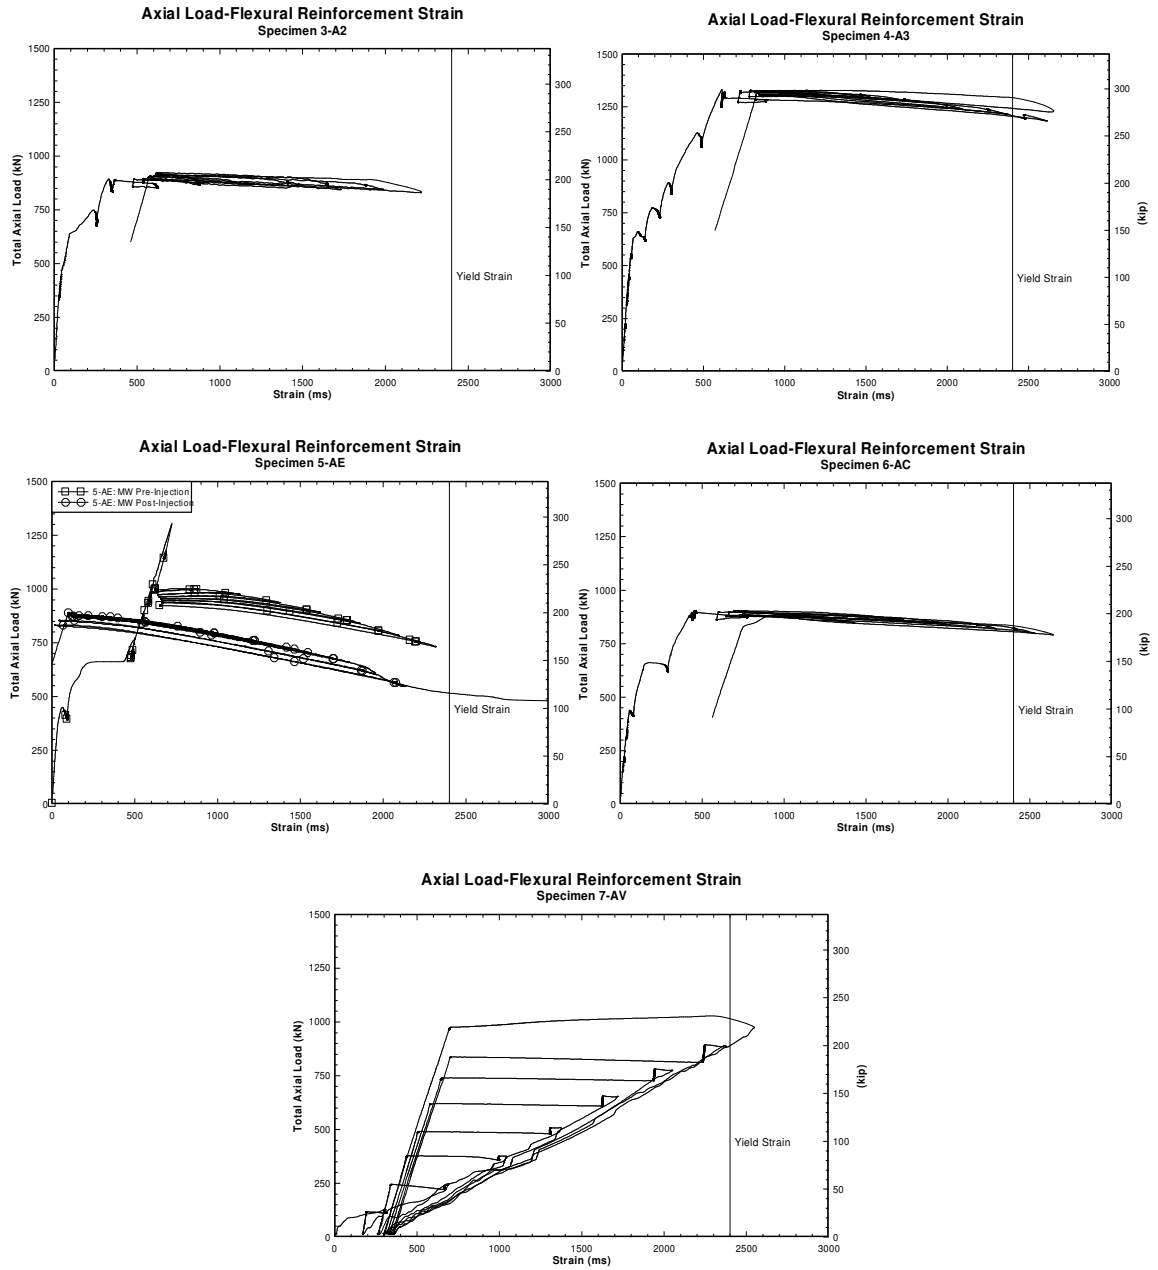 Axial Load-Flexural Reinforcement Strain
Specimen 3-A2
1500
1250
1000
750
500
250
0
Total Axial Load (kN)
300
250
200
150
100
50
0
Yield Strain
0 500 1000 1500 2000 2500 3000
Strain (ms)
Axial Load-Flexural Reinforcement Strain
Specimen 4-A3
1500
1250
1000
750
500
250
0
Total Axial Load (kN)
300
250
200
150
100
50
0
(kip)
Yield Strain
0 500 1000 1500 2000 2500 3000
Strain (ms)
Axial Load-Flexural Reinforcement Strain
Specimen 5-AE
5-AE: MW Pre-Injection
5-AE: MW Post-Injection
1500
1250
1000
750
500
250
0
Total Axial Load (kN)
300
250
200
150
100
50
0
Yield Strain
0 500 1000 1500 2000 2500 3000
Strain (ms)
Axial Load-Flexural Reinforcement Strain
Specimen 6-AC
1500
1250
1000
750
500
250
0
Total Axial Load (kN)
300
250
200
150
100
50
0
(kip)
Yield Strain
0 500 1000 1500 2000 2500 3000
Strain (ms)
Axial Load-Flexural Reinforcement Strain
Specimen 7-AV
1500
1250
1000
750
500
250
0
Total Axial Load (kN)
300
250
200
150
100
50
0
(kip)
Yield Strain
0 500 1000 1500 2000 2500 3000
Strain (ms)